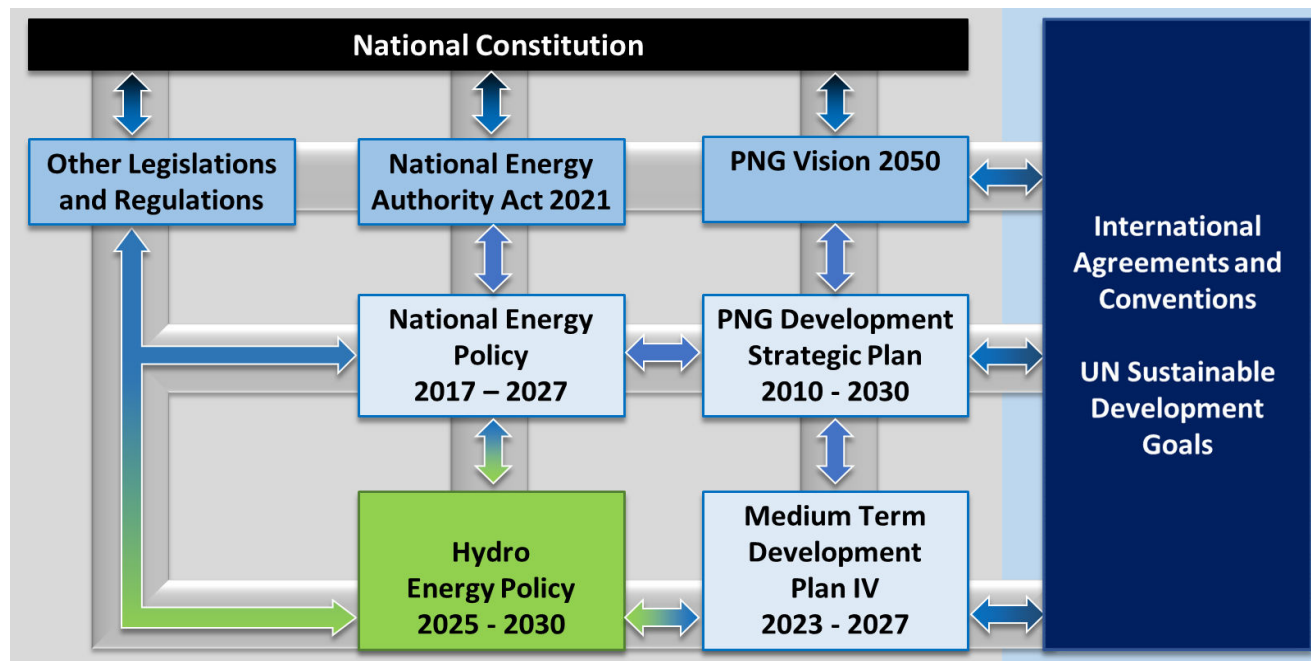 National Constitution
Other Legislations
and Regulations
National Energy
Authority Act 2021
PNG Vision 2050
National Energy
Policy
2017 – 2027
PNG Development
Strategic Plan
2010 - 2030
Hydro
Energy Policy
2025 - 2030
Medium Term
Development
Plan IV
2023 - 2027
International
Agreements and
Conventions
UN Sustainable
Development
Goals